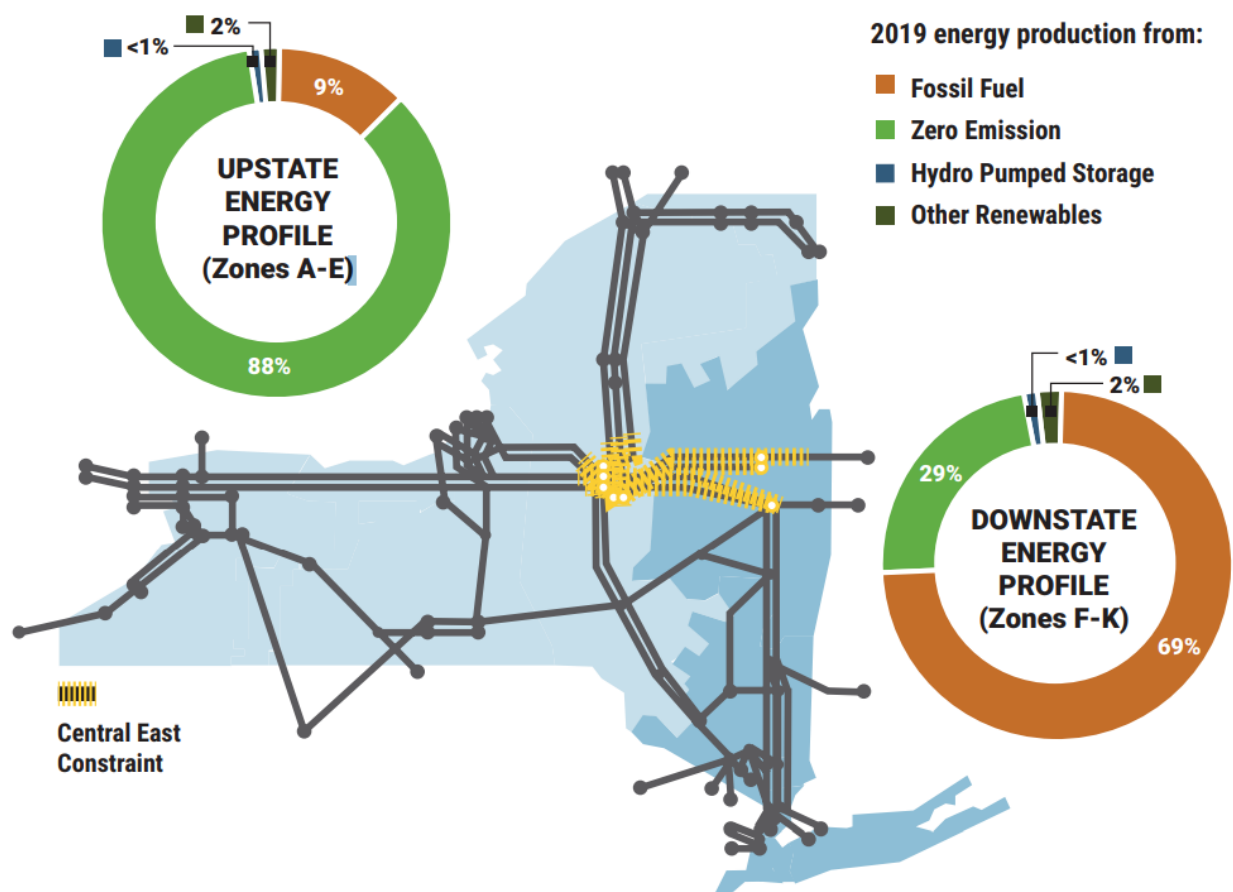 2%
<1%
9%
UPSTATE
ENERGY
PROFILE
(Zones A-E)
88%
2019 energy production from:
Fossil Fuel
Zero Emission
Hydro Pumped Storage
Other Renewables
<1%
2%
29%
DOWNSTATE
ENERGY
PROFILE
(Zones F-K)
69%
Central East
Constraint